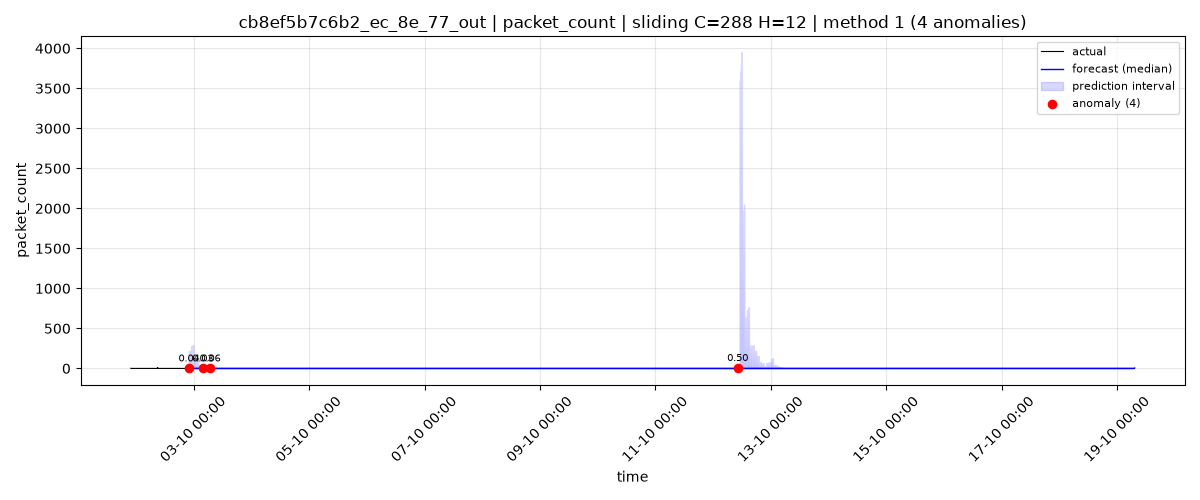 cb8ef5b7c6b2_ec_8e_77_out | packet_count | sliding C=288 H=12 | method 1 (4 anomalies)
actual
forecast (median)
prediction interval
anomaly (4)
packet_count
4000
3500
3000
2500
2000
1500
1000
500
0
0.50
03-10 00:00
05-10 00:00
07-10 00:00
09-10 00:00
11-10 00:00
13-10 00:00
15-10 00:00
17-10 00:00
19-10 00:00
time